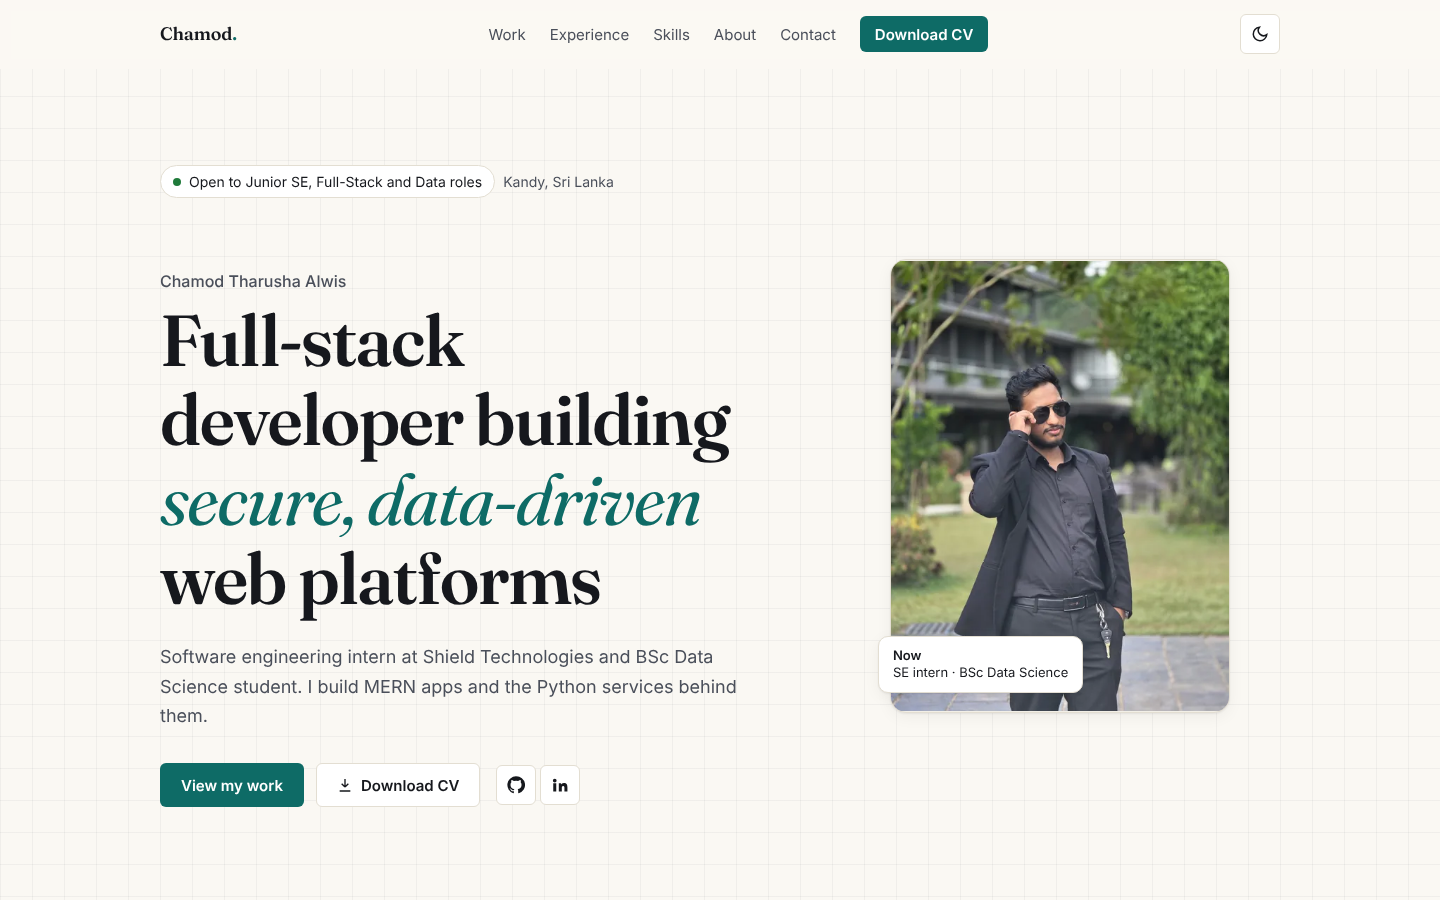 Chamod.
Work
Experience
Skills
About
Contact
Download CV
Open to Junior SE, Full-Stack and Data roles
Kandy, Sri Lanka
Chamod Tharusha Alwis
Full-stack
developer building
secure, data-driven
web platforms
Software engineering intern at Shield Technologies and BSc Data
Science student. I build MERN apps and the Python services behind
them.
View my work
Download CV
in
Now
SE intern · BSc Data Science